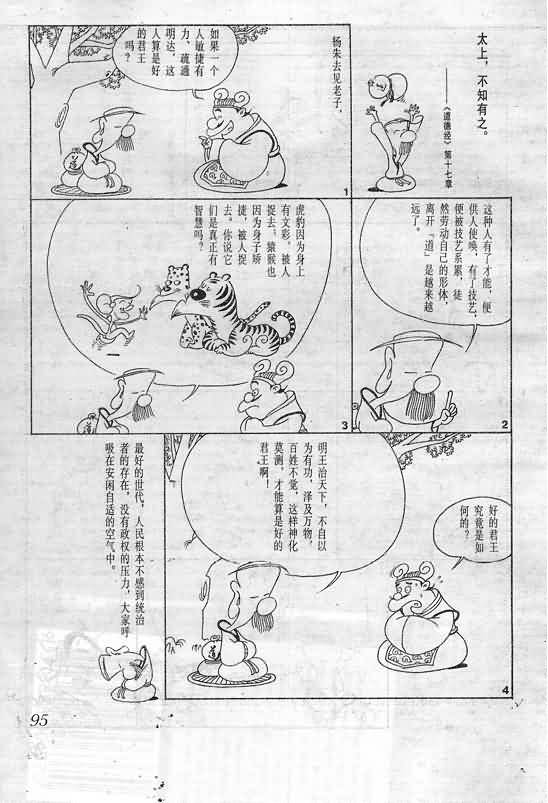 太上，不知有之。
——《道德经》第十七章
杨朱去见老子，
如果一个
人敏捷有
力、疏通
明达，这
人算是好
的君王
吗？
道
1
这种人有了才能，便
供人使唤，有了技艺，
便被技艺系累，徒
然劳动自己的形体，
离开『道』是越来越
远了。
2
虎豹因为身上
有文彩，被人
捉去；猿猴也
因为身子矫
捷，被人捉
去。你说它
们是真正有
智慧吗？
3
好的君王
究竟是如
何的？
明王治天下，不自以
为有功，泽及万物
百姓不觉，这样神化
莫测，才能算是好的
君王啊！
道
4
最好的世代，人民根本不感到统治
者的存在，没有政权的压力，大家呼
吸在安闲自适的空气中。
95